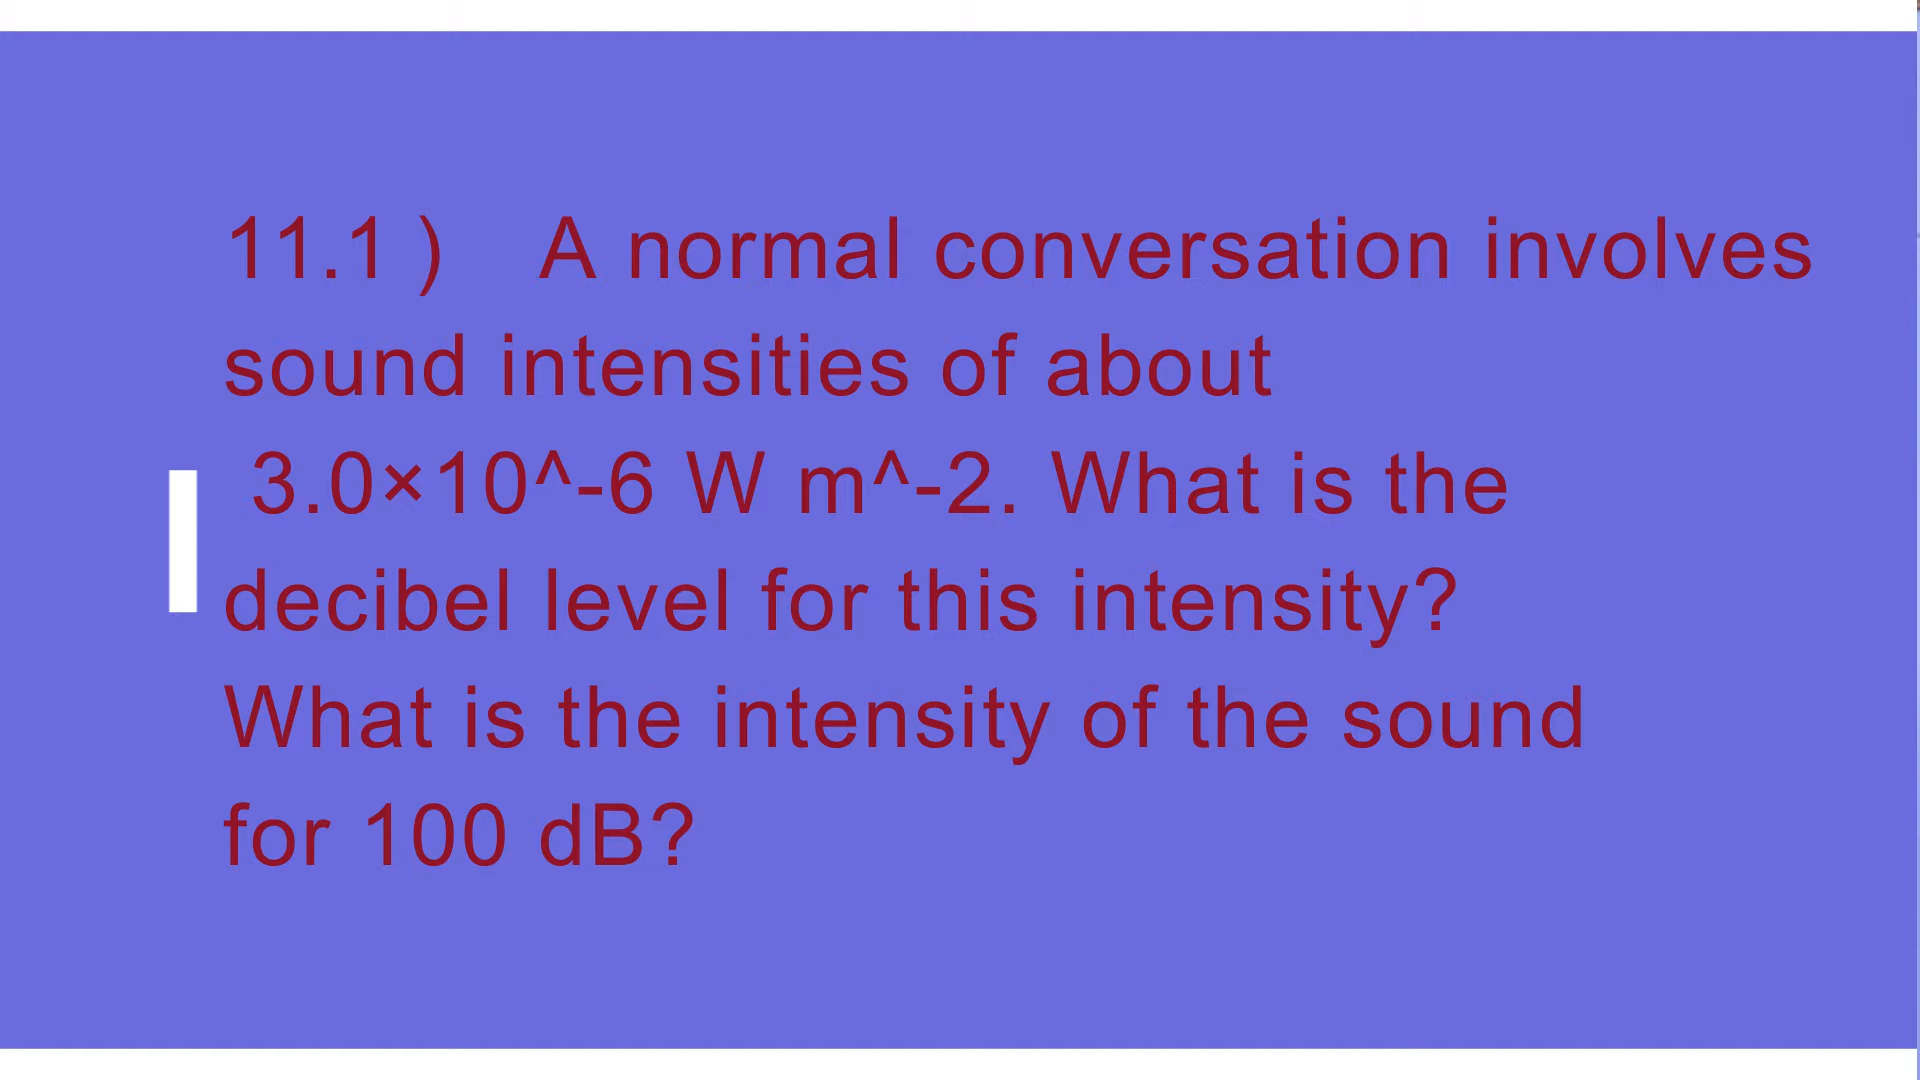 11.1 ) A normal conversation involves
sound intensities of about
3.0×10^-6 W m^-2. What is the
decibel level for this intensity?
What is the intensity of the sound
for 100 dB?